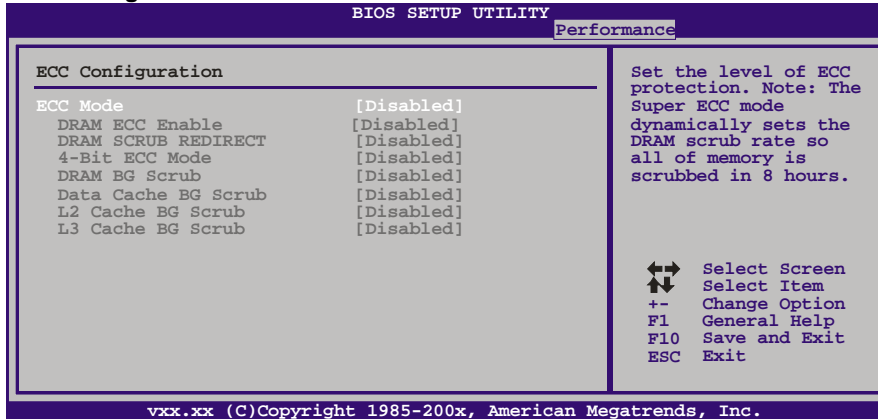 BIOS SETUP UTILITY
Performance
ECC Configuration
ECC Mode [Disabled]
DRAM ECC Enable [Disabled]
DRAM SCRUB REDIRECT [Disabled]
4-Bit ECC Mode [Disabled]
DRAM BG Scrub [Disabled]
Data Cache BG Scrub [Disabled]
L2 Cache BG Scrub [Disabled]
L3 Cache BG Scrub [Disabled]
Set the level of ECC
protection. Note: The
Super ECC mode
dynamically sets the
DRAM scrub rate so
all of memory is
scrubbed in 8 hours.
Select Screen
Select Item
+- Change Option
F1 General Help
F10 Save and Exit
ESC Exit
vxx.xx (C)Copyright 1985-200x, American Megatrends, Inc.